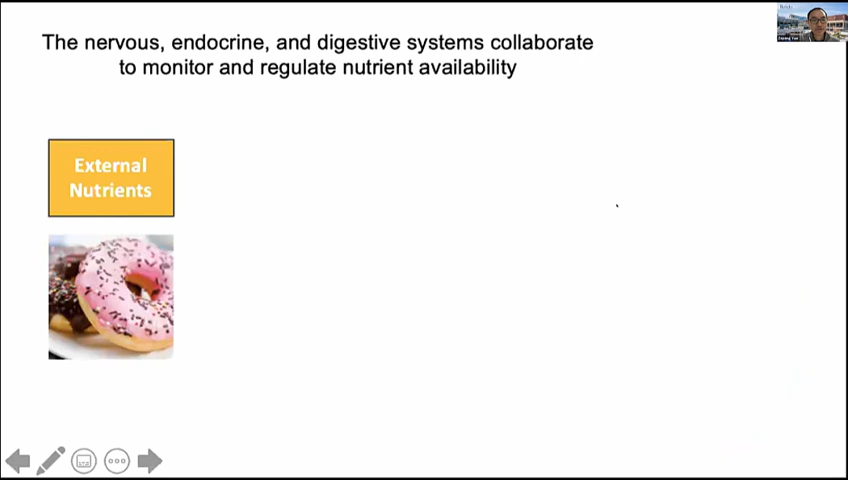 The nervous, endocrine, and digestive systems collaborate
to monitor and regulate nutrient availability
External
Nutrients